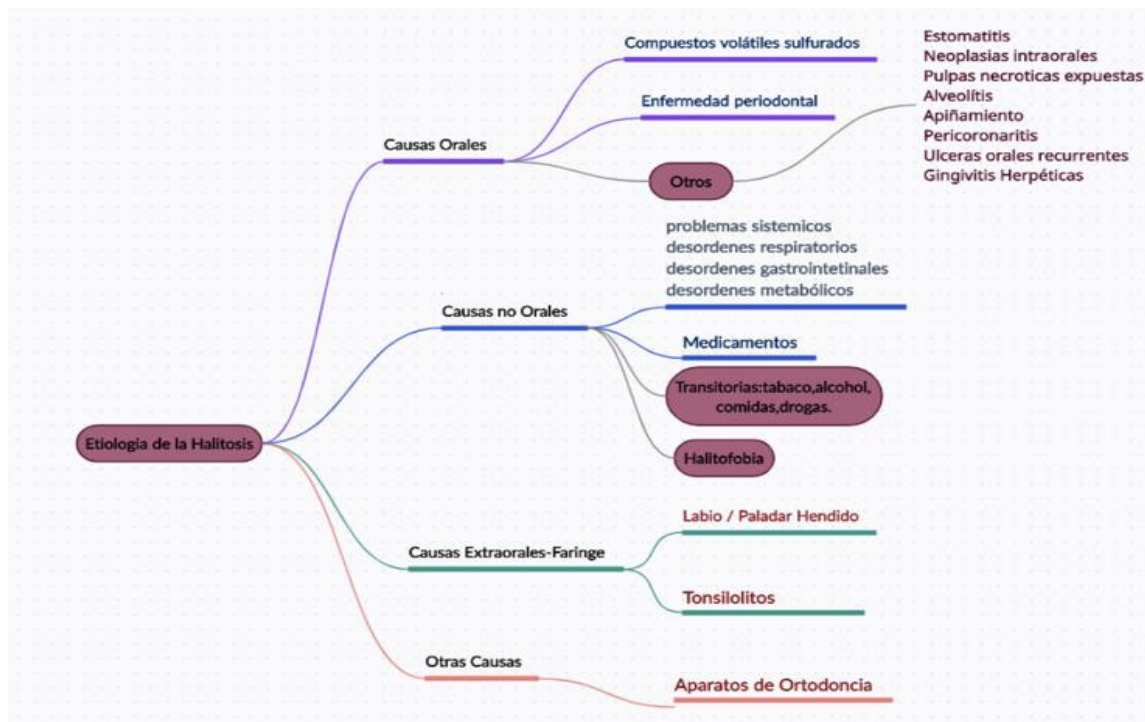 Etiologia de la Halitosis
Causas Orales
Compuestos volátiles sulfurados
Enfermedad periodontal
Otros
Estomatitis
Neoplasias intraorales
Pulpas necroticas expuestas
Alveolítis
Apiñamiento
Pericoronaritis
Ulceras orales recurrentes
Gingivitis Herpéticas
Causas no Orales
problemas sistemicos
desordenes respiratorios
desordenes gastrointetinales
desordenes metabólicos
Medicamentos
Transitorias:tabaco,alcohol,
comidas,drogas.
Halitofobia
Causas Extraorales-Faringe
Labio / Paladar Hendido
Tonsilolitos
Otras Causas
Aparatos de Ortodoncia